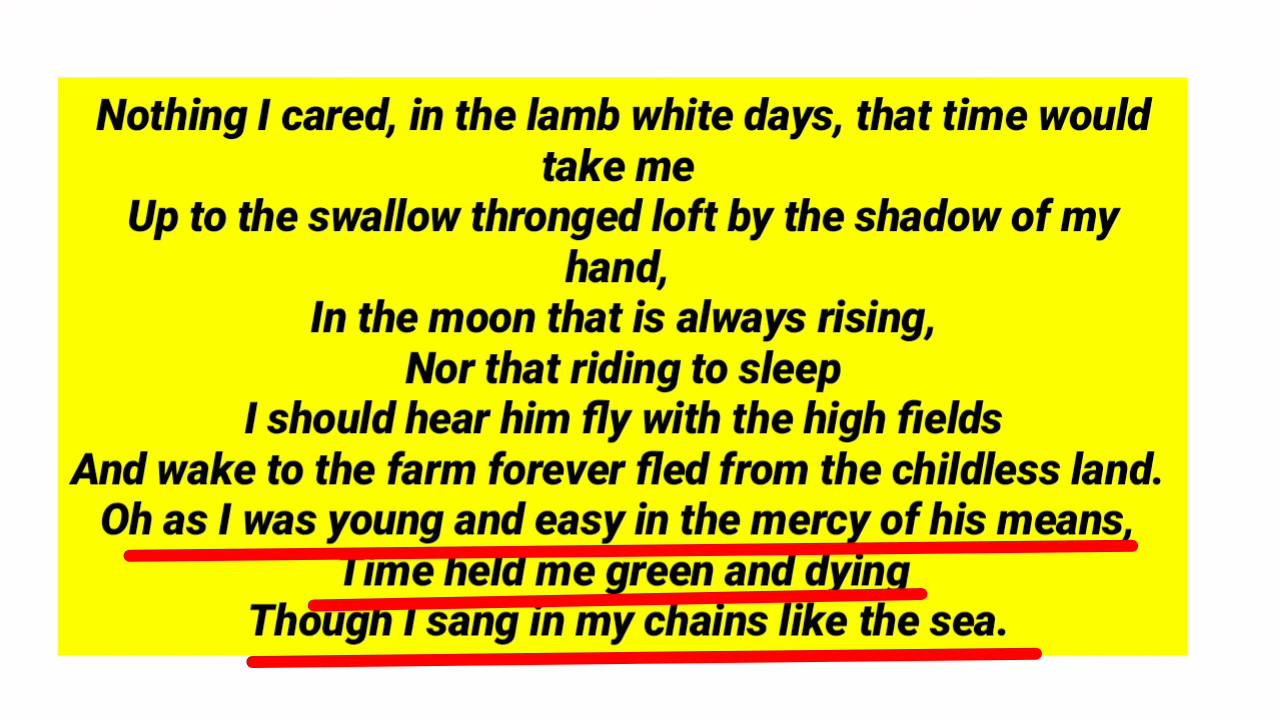 Nothing I cared, in the lamb white days, that time would
take me
Up to the swallow thronged loft by the shadow of my
hand,
In the moon that is always rising,
Nor that riding to sleep
I should hear him fly with the high fields
And wake to the farm forever fled from the childless land.
Oh as I was young and easy in the mercy of his means,
Time held me green and dying
Though I sang in my chains like the sea.